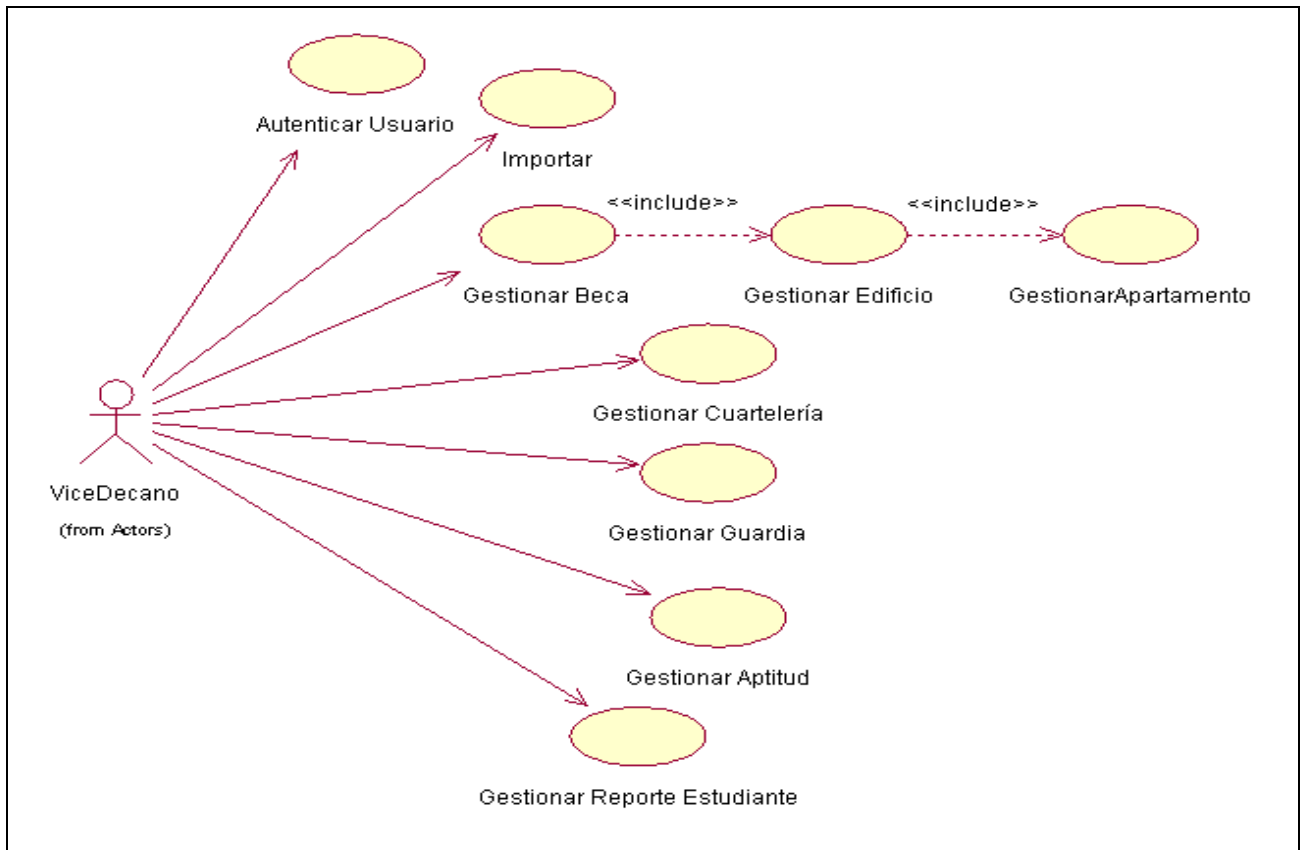 Autenticar Usuario
Importar
<<include>>
<<include>>
Gestionar Beca
Gestionar Edificio
GestionarApartamento
Gestionar Cuartelería
ViceDecano
(from Actors)
Gestionar Guardia
Gestionar Aptitud
Gestionar Reporte Estudiante